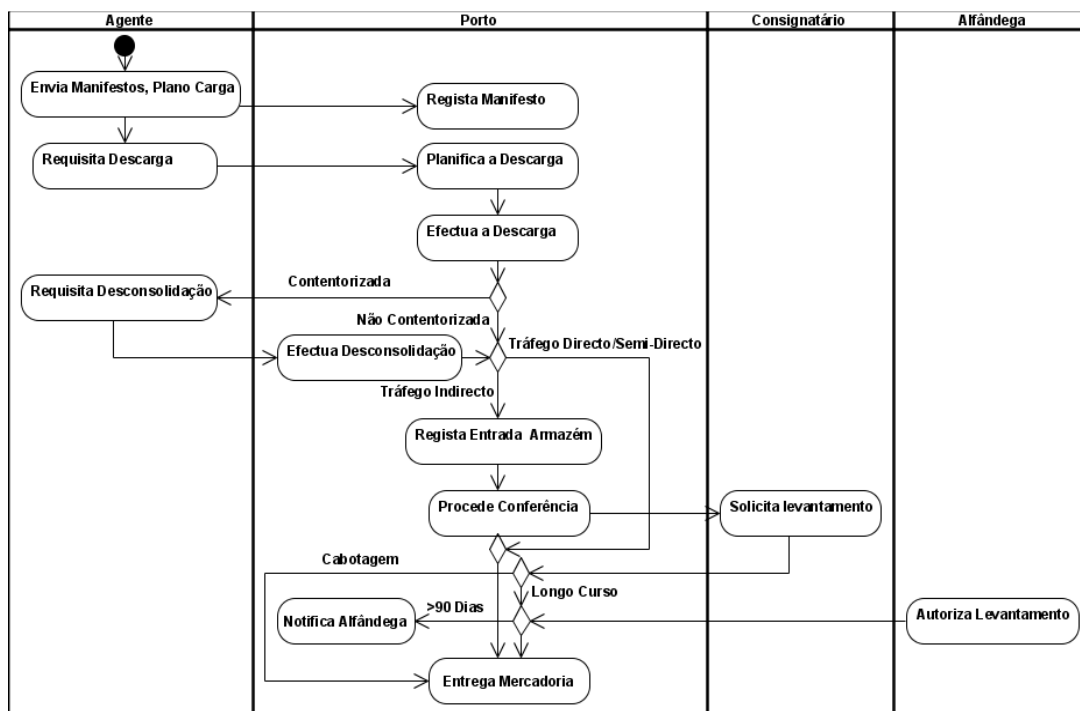 Agente
Porto
Consignatário
Alfândega
Envia Manifestos, Plano Carga
Regista Manifesto
Requisita Descarga
Planifica a Descarga
Efectua a Descarga
Contentorizada
Requisita Desconsolidação
Não Contentorizada
Tráfego Directo/Semi-Directo
Efectua Desconsolidação
Tráfego Indirecto
Regista Entrada Armazém
Procede Conferência
Solicita levantamento
Cabotagem
Longo Curso
>90 Dias
Notifica Alfândega
Autoriza Levantamento
Entrega Mercadoria